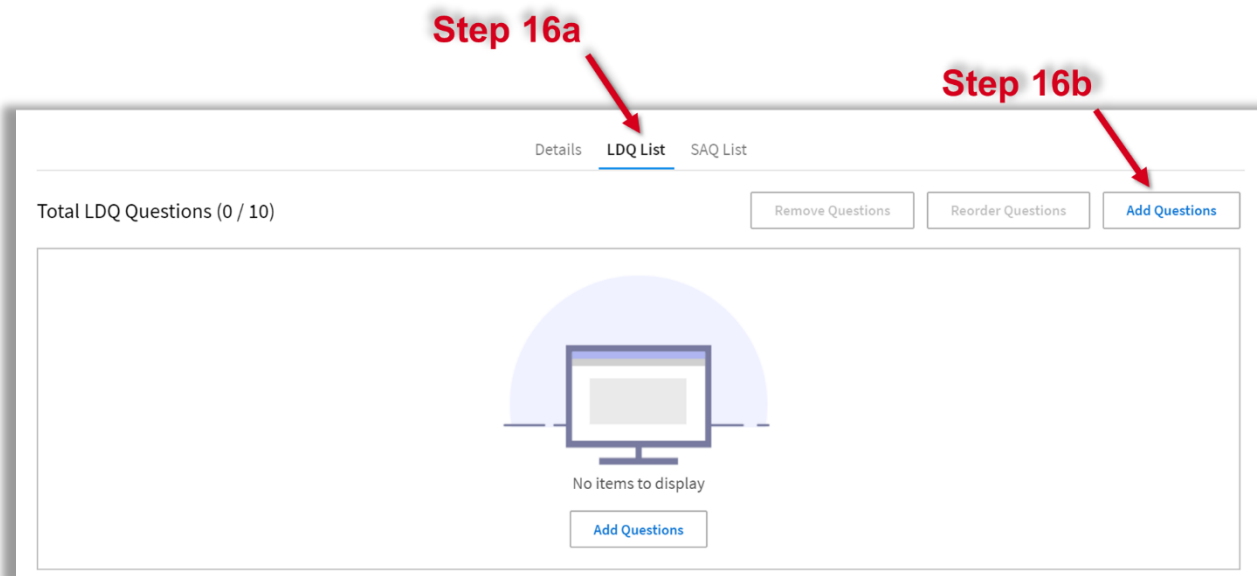 Step 16a
Step 16b
Details LDQ List SAQ List
Total LDQ Questions (0 / 10) Remove Questions Reorder Questions Add Questions
No items to display
Add Questions